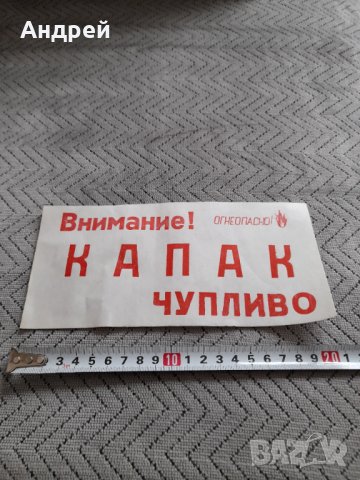 Андрей
Внимание! ОГНЕОПАСНО!
КАПАК
ЧУПЛИВО
3 4 5 6 7 8 9 10 1 2 3 4 5 6 7 8 9 20 1
BAZAR